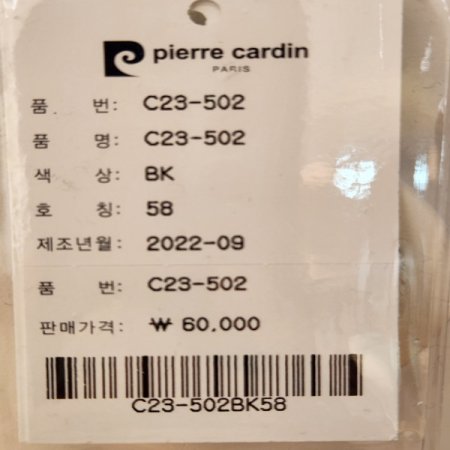 pierre cardin
PARIS
품 번: C23-502
품 명: C23-502
색 상: BK
호 칭: 58
제조년월: 2022-09
품 번: C23-502
판매가격: ₩ 60,000
C23-502BK58